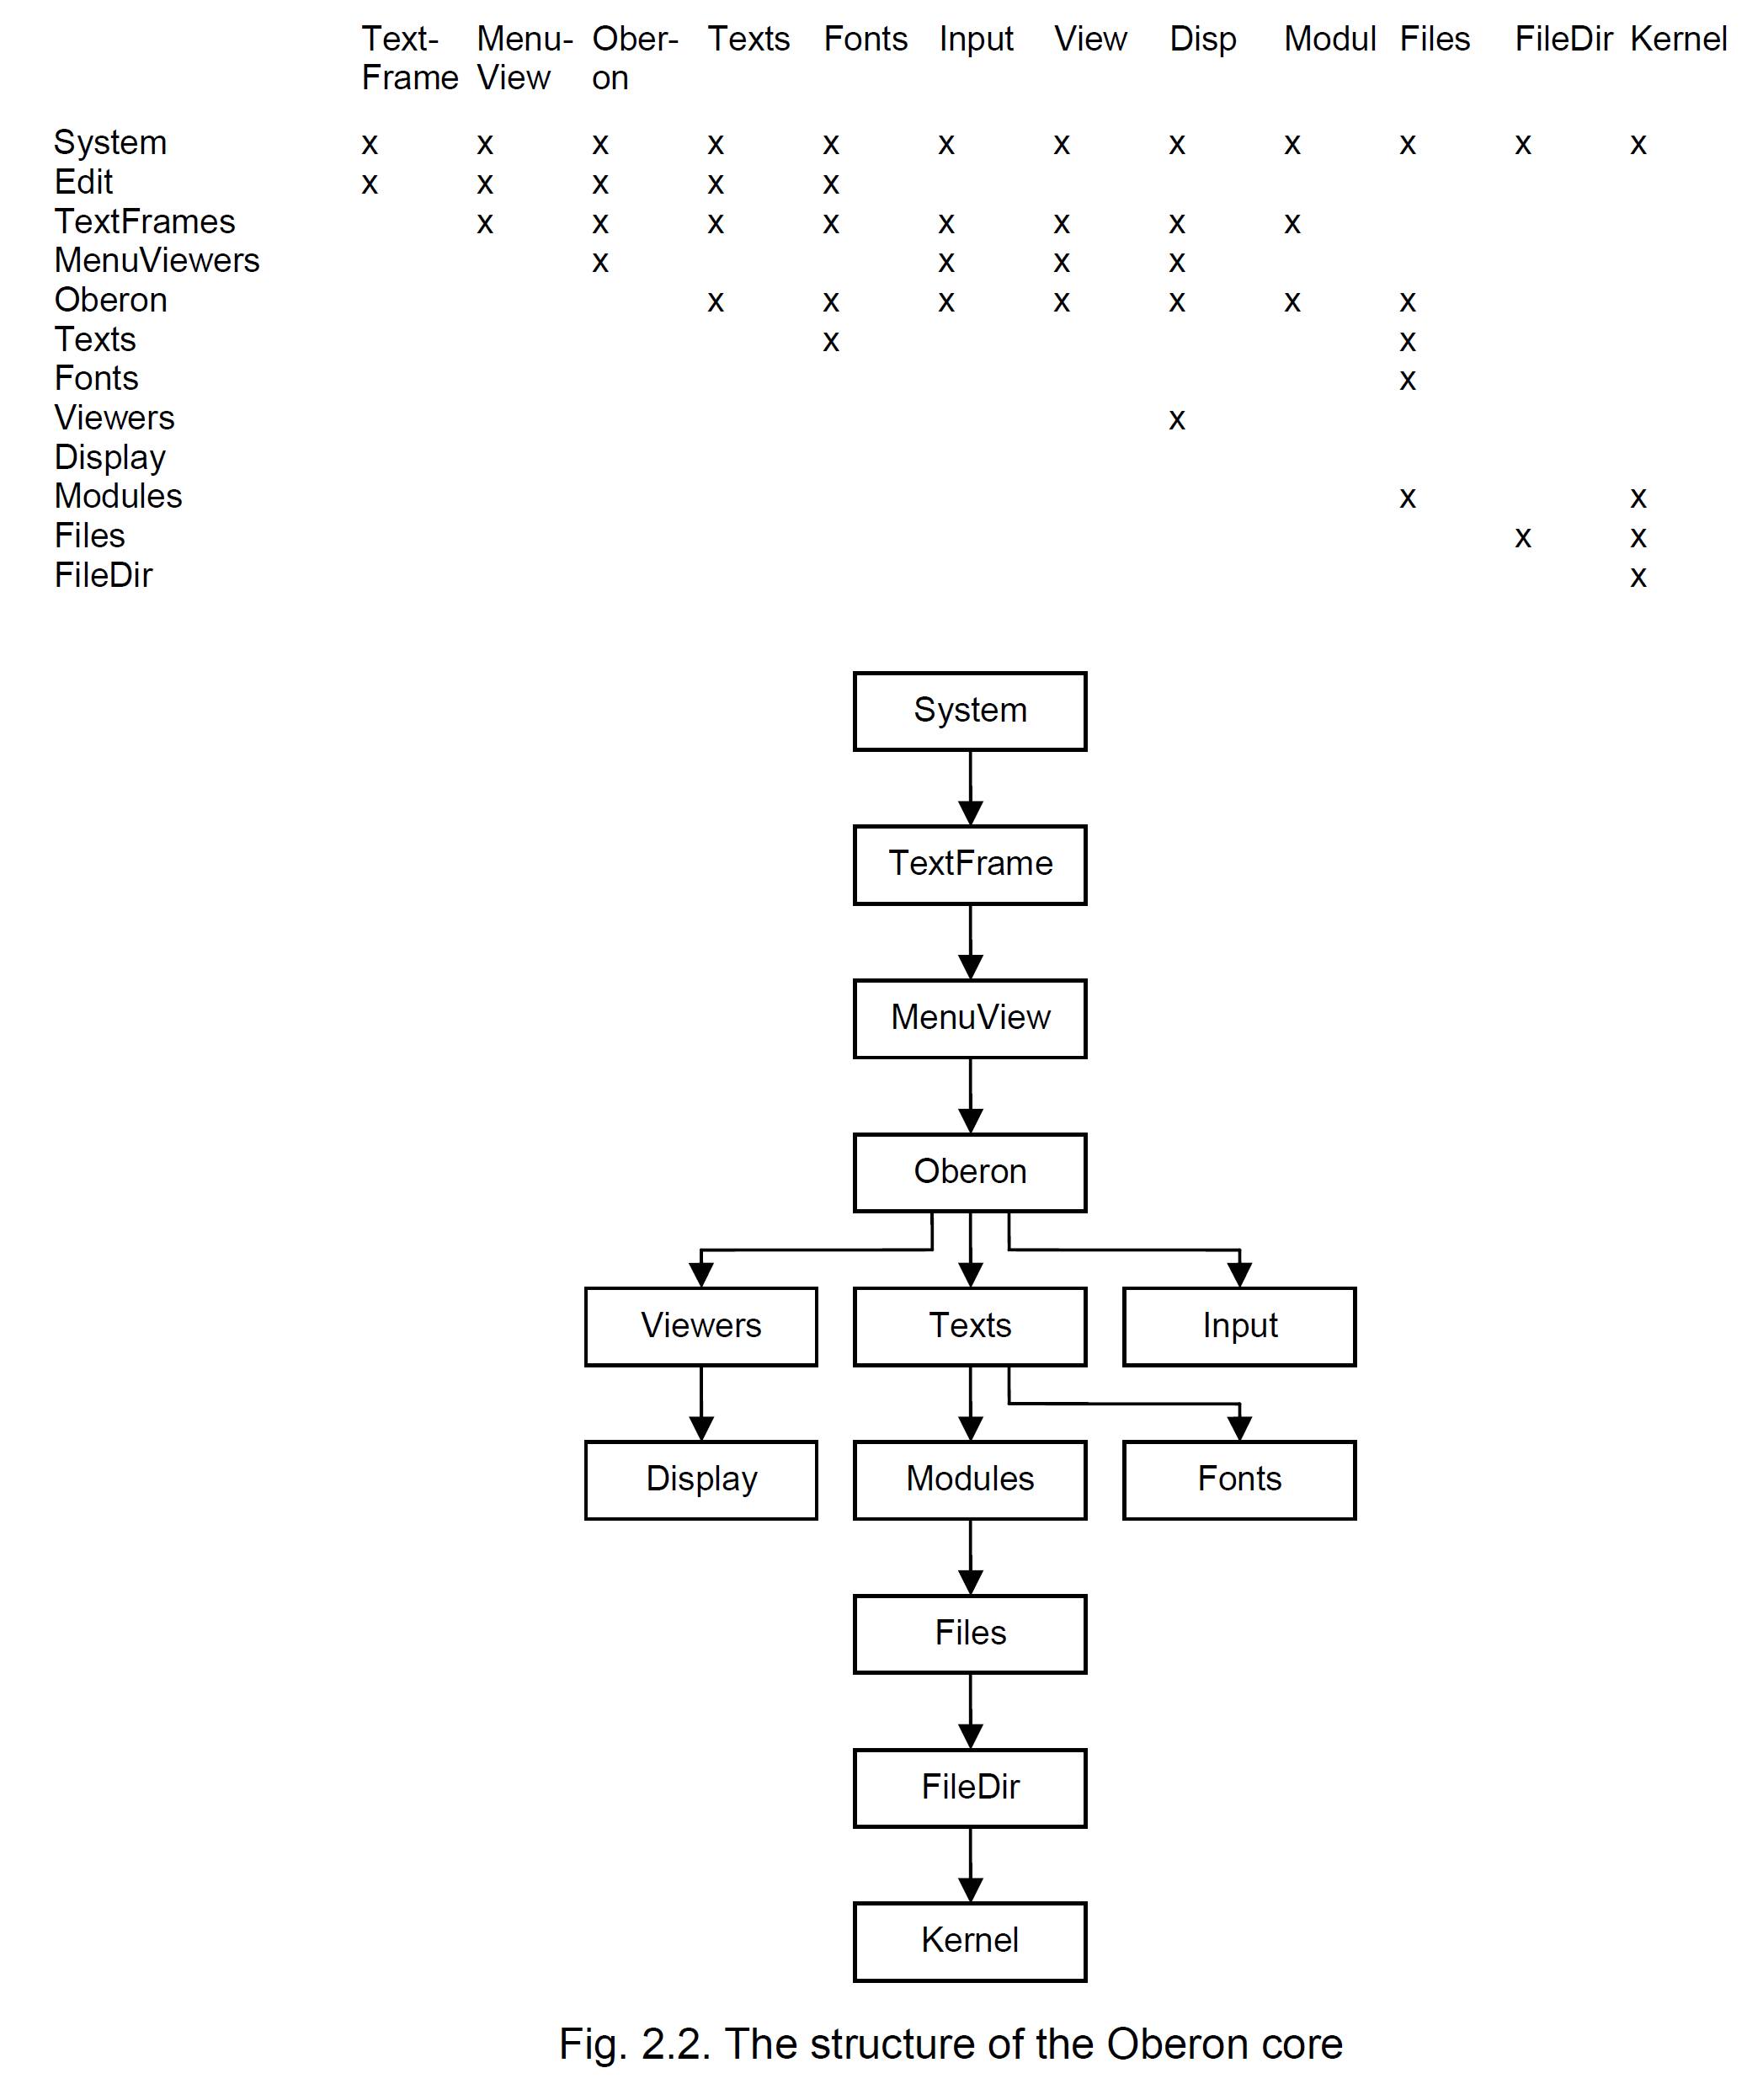 Text- Menu- Ober- Texts Fonts Input View Disp Modul Files FileDir Kernel
Frame View on
System x x x x x x x x x x x x
Edit x x x x x
TextFrames x x x x x x x x
MenuViewers x x x x
Oberon x x x x x x x
Texts x x
Fonts x
Viewers x
Display
Modules x x
Files x x
FileDir x
System
TextFrame
MenuView
Oberon
Viewers Texts Input
Display Modules Fonts
Files
FileDir
Kernel
Fig. 2.2. The structure of the Oberon core